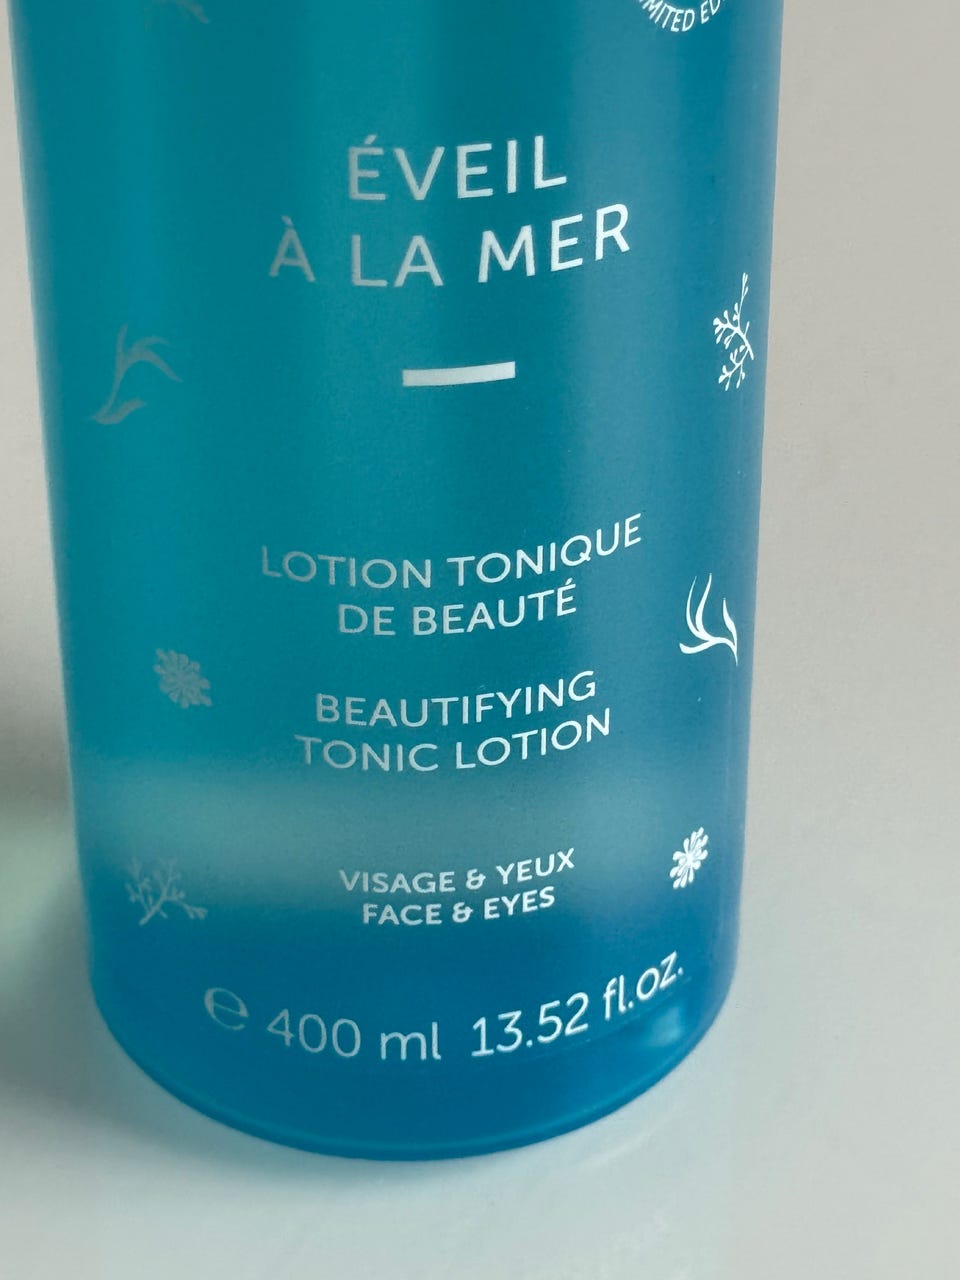 ÉVEIL
À LA MER
LOTION TONIQUE
DE BEAUTÉ
BEAUTIFYING
TONIC LOTION
VISAGE & YEUX
FACE & EYES
℮ 400 ml 13.52 fl.oz.